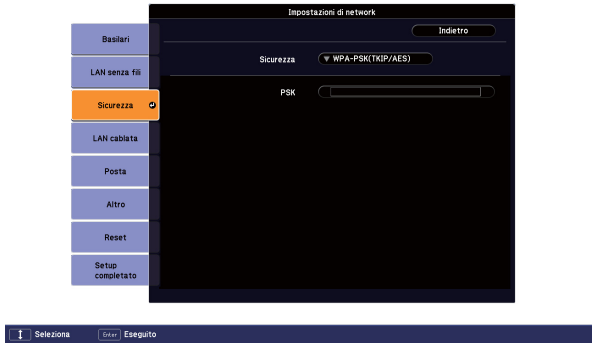 Impostazioni di network
Indietro
Basilari
LAN senza fili
Sicurezza
LAN cablata
Posta
Altro
Reset
Setup
completato
Sicurezza
WPA-PSK(TKIP/AES)
PSK
Seleziona
Enter Eseguito